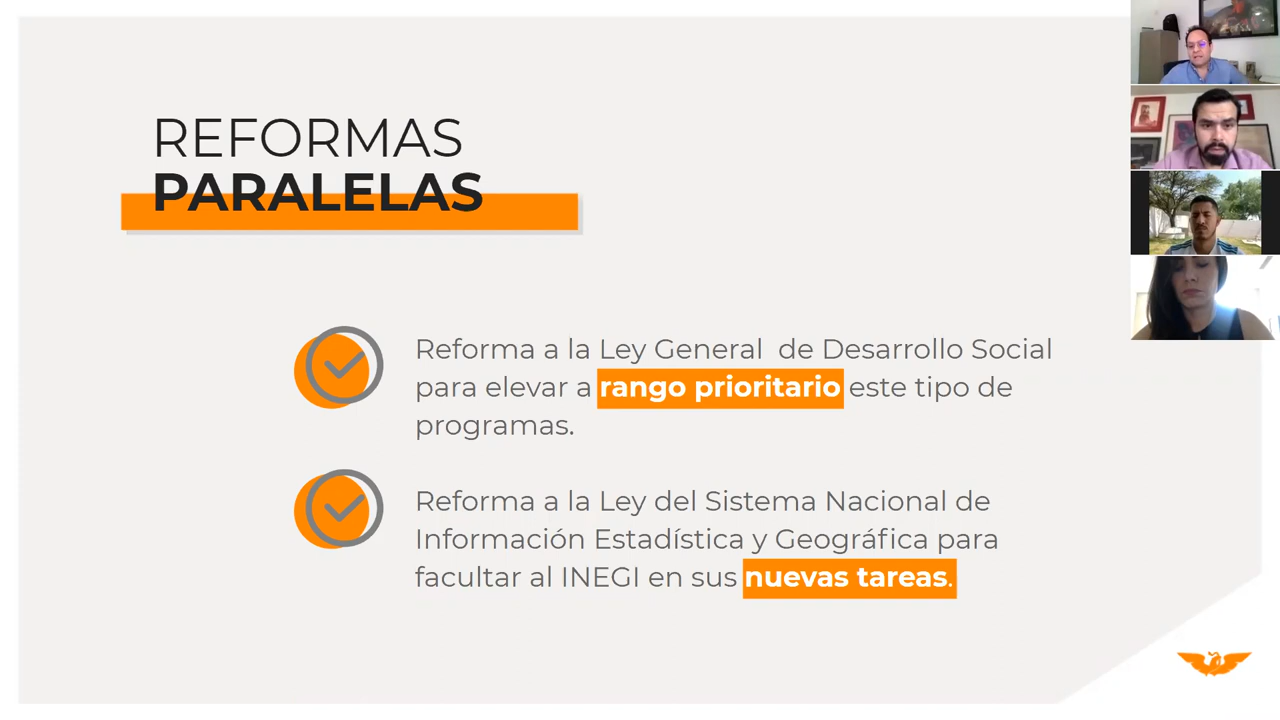 REFORMAS
PARALELAS
Reforma a la Ley General de Desarrollo Social
para elevar a rango prioritario este tipo de
programas.
Reforma a la Ley del Sistema Nacional de
Información Estadística y Geográfica para
facultar al INEGI en sus nuevas tareas.